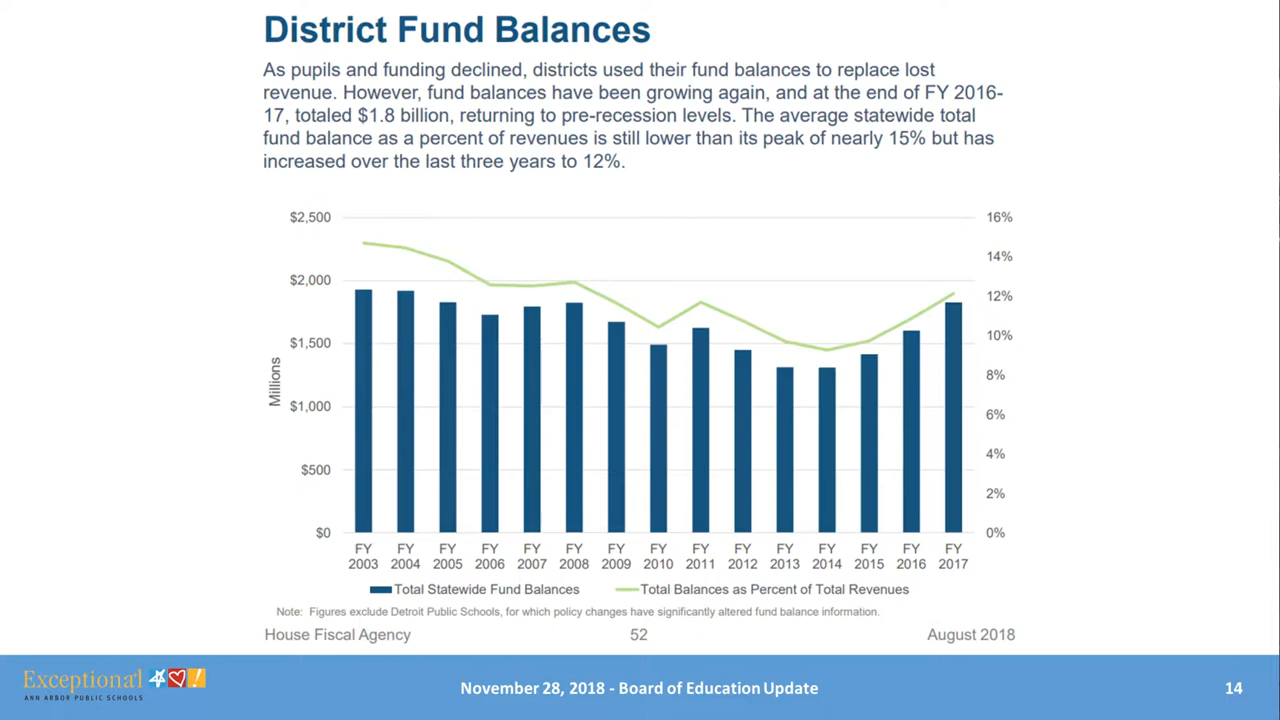 District Fund Balances
As pupils and funding declined, districts used their fund balances to replace lost
revenue. However, fund balances have been growing again, and at the end of FY 2016-
17, totaled $1.8 billion, returning to pre-recession levels. The average statewide total
fund balance as a percent of revenues is still lower than its peak of nearly 15% but has
increased over the last three years to 12%.
$2,500
$2,000
$1,500
$1,000
$500
$0
Millions
16%
14%
12%
10%
8%
6%
4%
2%
0%
FY FY FY FY FY FY FY FY FY FY FY FY FY FY FY
2003 2004 2005 2006 2007 2008 2009 2010 2011 2012 2013 2014 2015 2016 2017
Total Statewide Fund Balances Total Balances as Percent of Total Revenues
Note: Figures exclude Detroit Public Schools, for which policy changes have significantly altered fund balance information.
House Fiscal Agency 52 August 2018
Exceptiona'l
ANN ARBOR PUBLIC SCHOOLS
November 28, 2018 - Board of Education Update
14